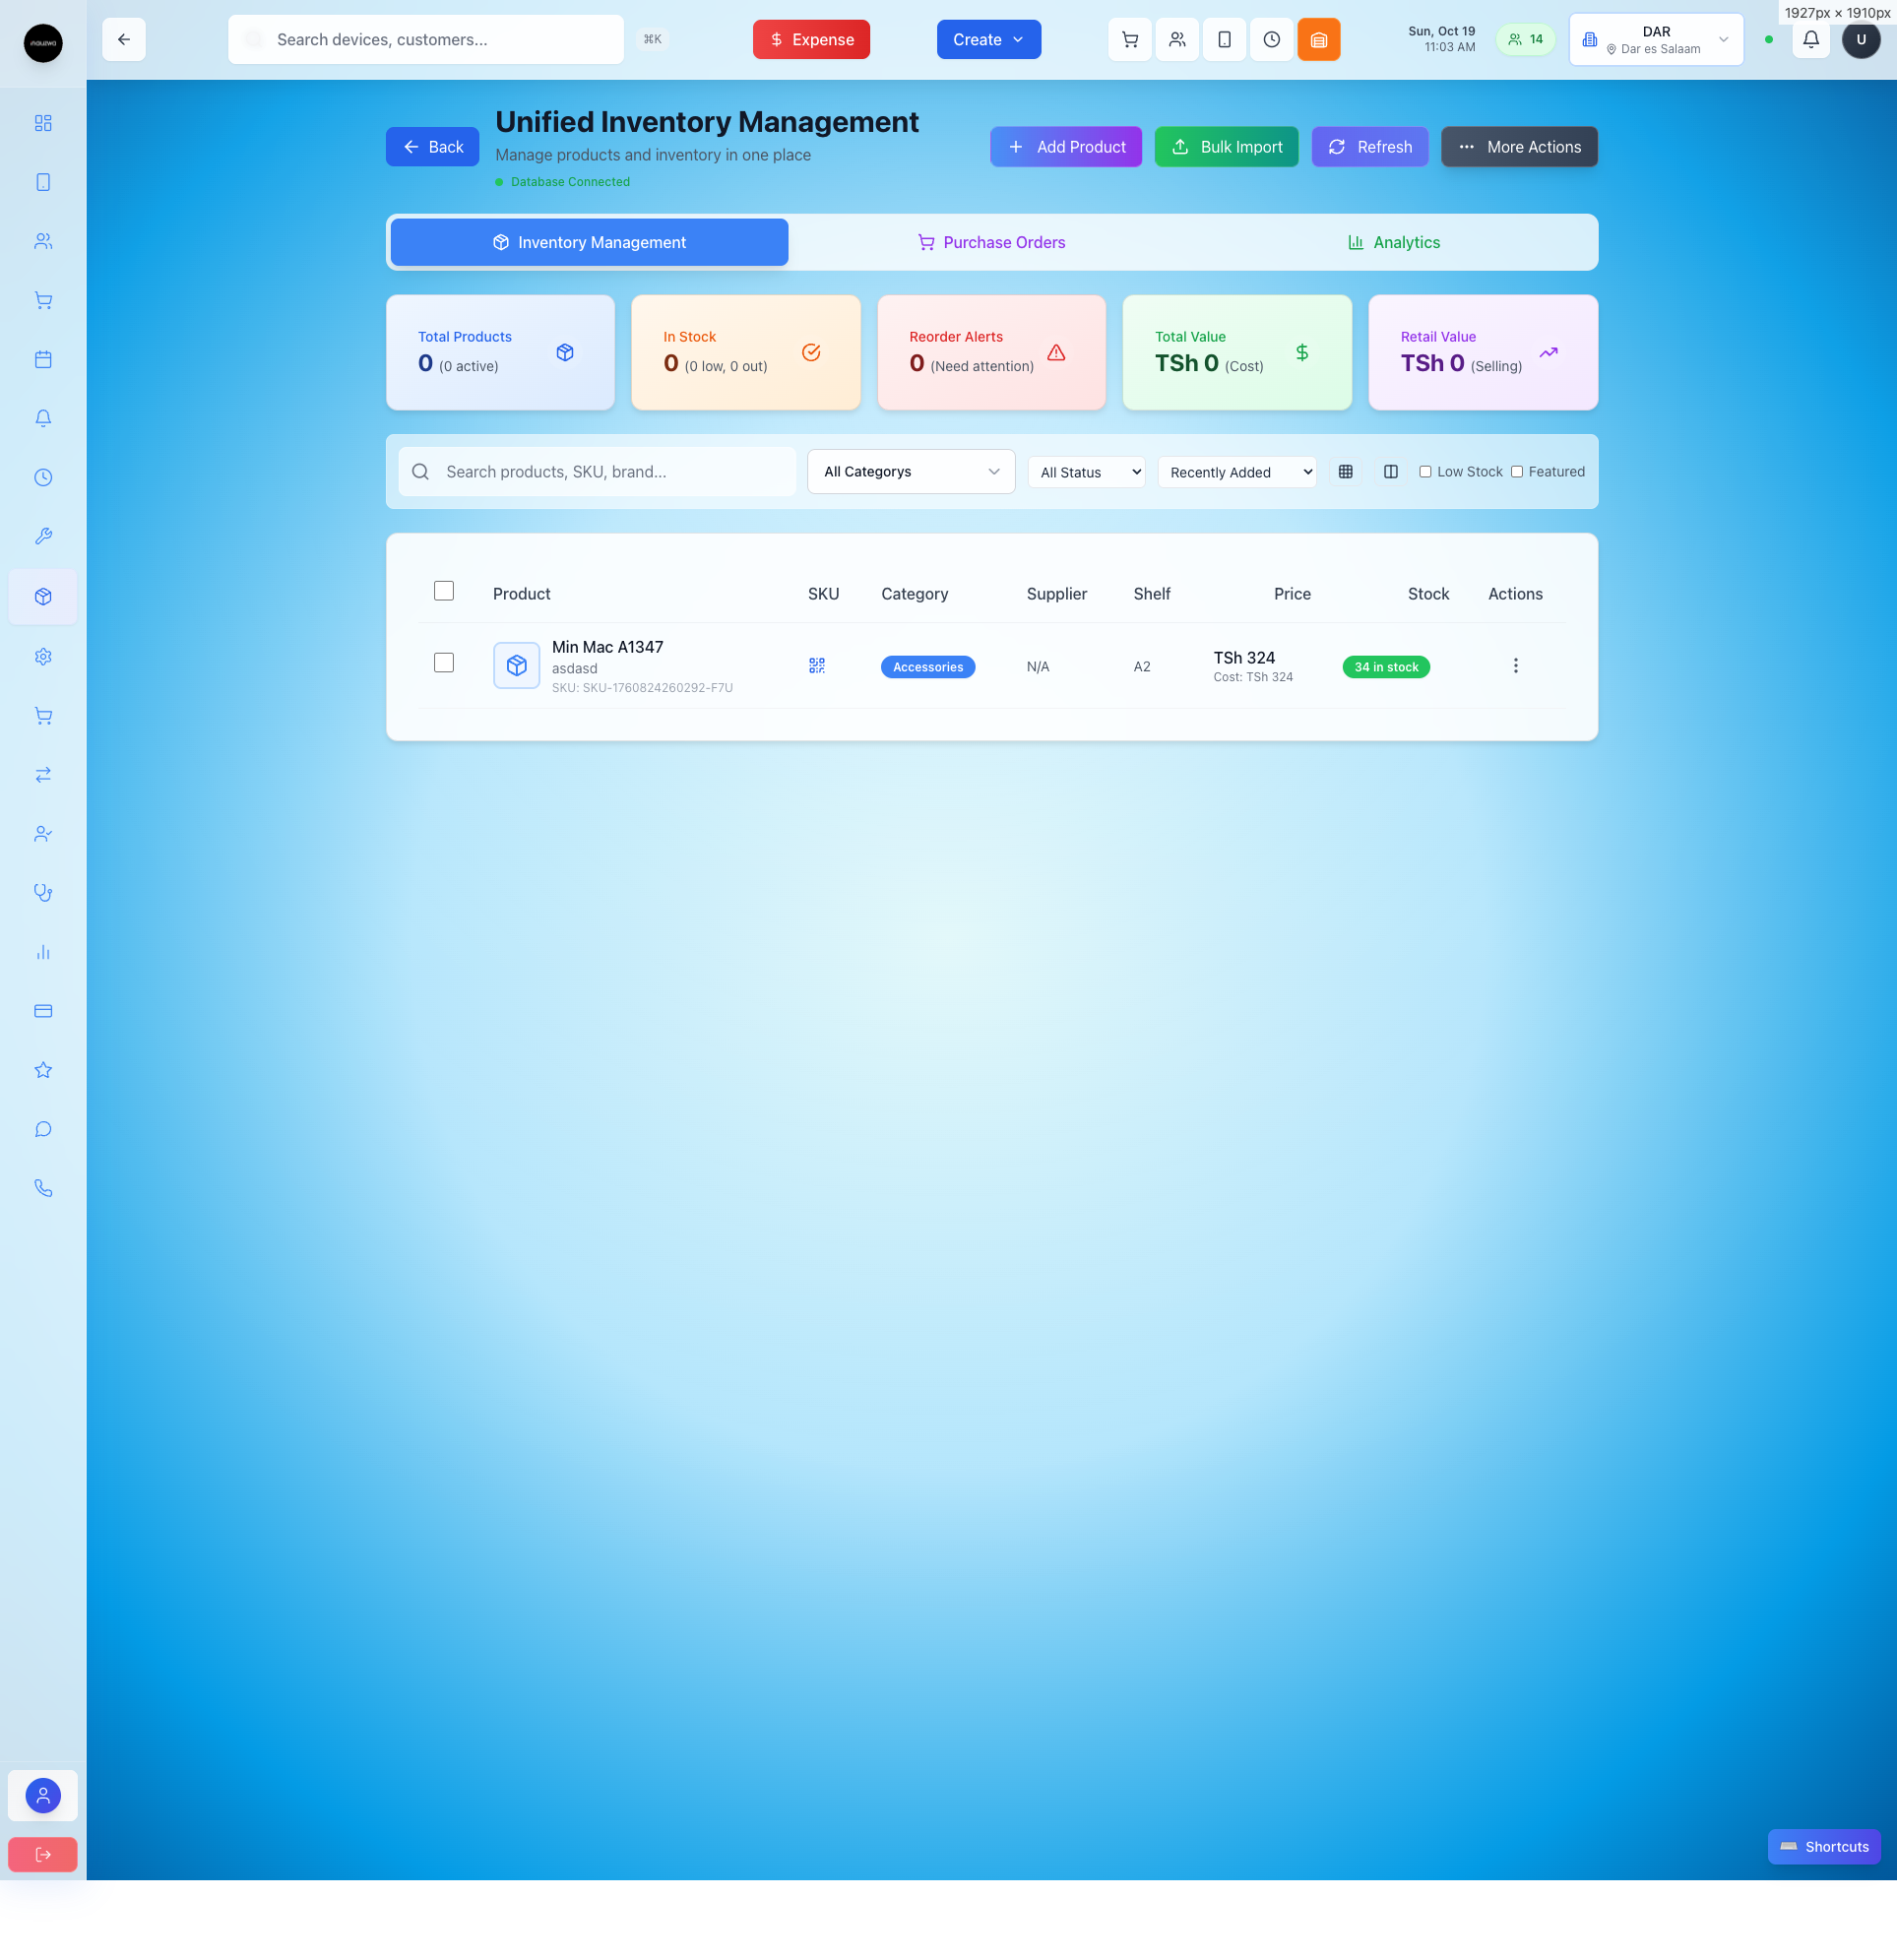 1927px × 1910px
inauzwa
Search devices, customers...
⌘K
$ Expense
Create
Sun, Oct 19
11:03 AM
14
DAR
Dar es Salaam
U
Back
Unified Inventory Management
Manage products and inventory in one place
Database Connected
Add Product
Bulk Import
Refresh
More Actions
Inventory Management
Purchase Orders
Analytics
Total Products
0 (0 active)
In Stock
0 (0 low, 0 out)
Reorder Alerts
0 (Need attention)
Total Value
TSh 0 (Cost)
Retail Value
TSh 0 (Selling)
Search products, SKU, brand...
All Categorys
All Status
Recently Added
Low Stock
Featured
Product SKU Category Supplier Shelf Price Stock Actions
Min Mac A1347
asdasd
SKU: SKU-1760824260292-F7U
Accessories
N/A
A2
TSh 324
Cost: TSh 324
34 in stock
Shortcuts